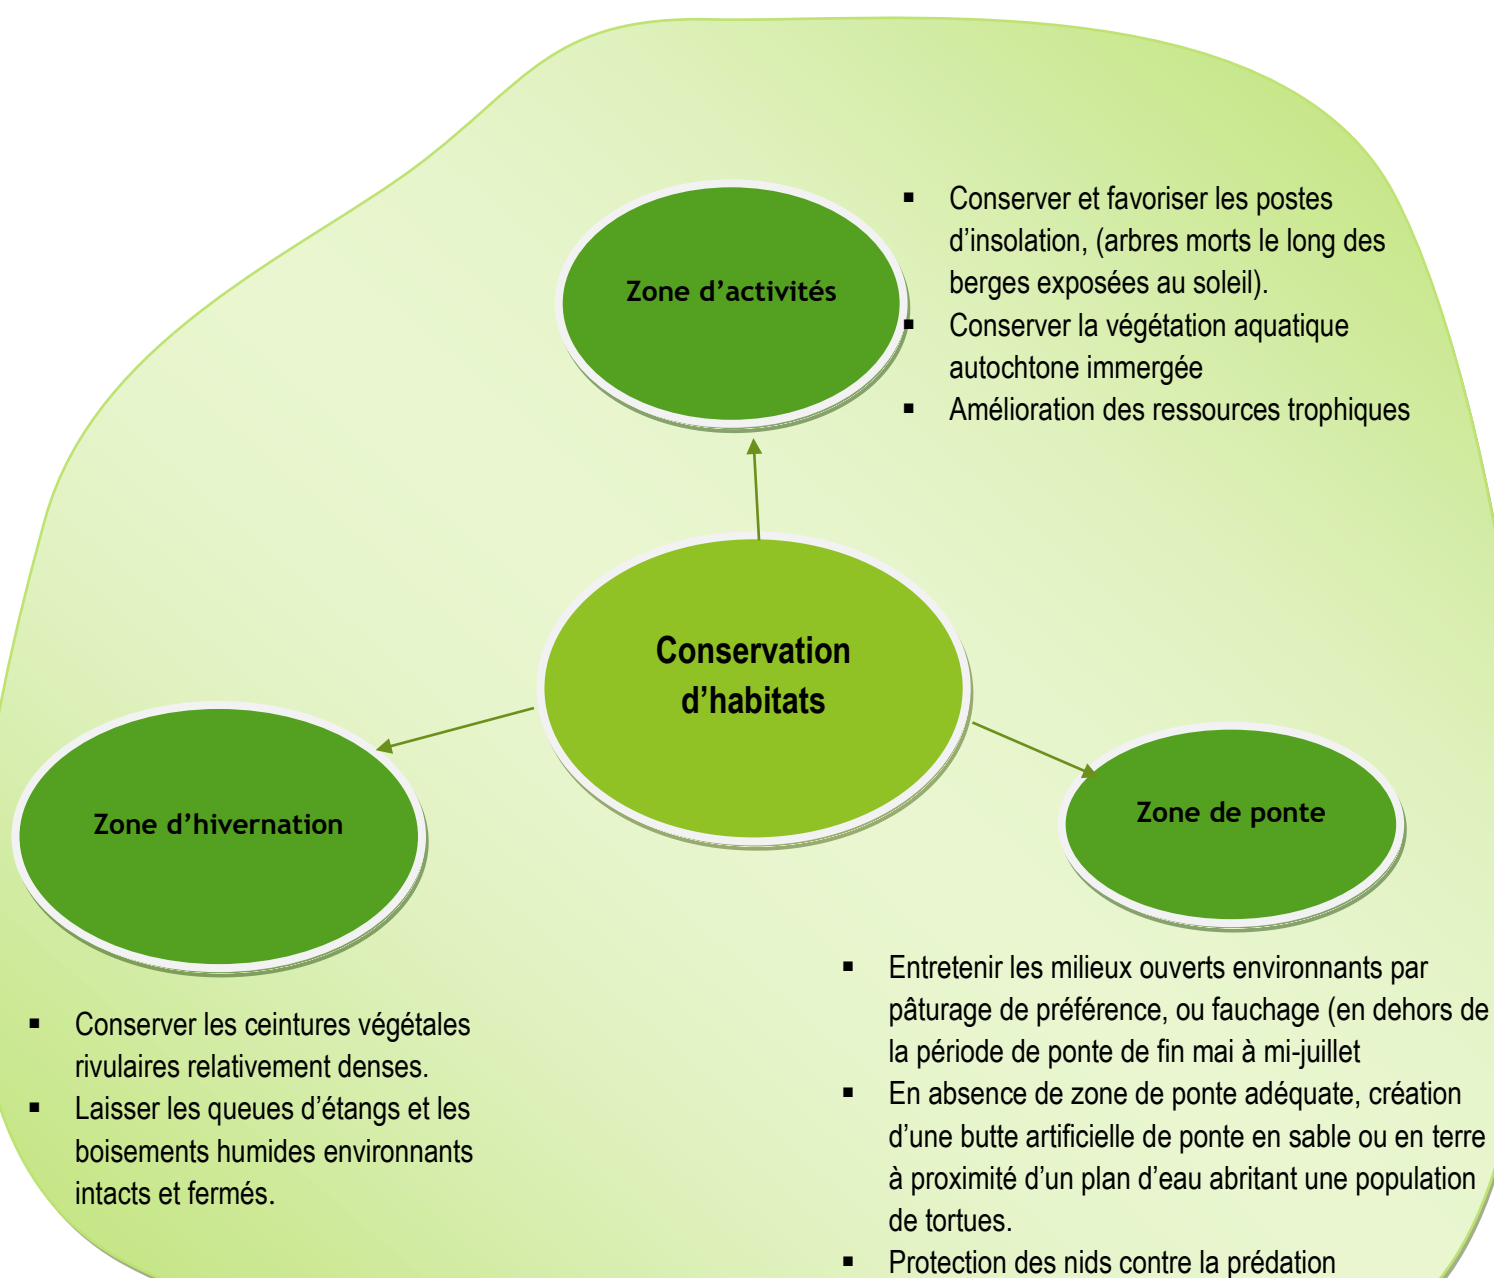 Zone d’activités
▪ Conserver et favoriser les postes
d’insolation, (arbres morts le long des
berges exposées au soleil).
▪ Conserver la végétation aquatique
autochtone immergée
▪ Amélioration des ressources trophiques
Conservation
d’habitats
Zone d’hivernation
▪ Conserver les ceintures végétales
rivulaires relativement denses.
▪ Laisser les queues d’étangs et les
boisements humides environnants
intacts et fermés.
Zone de ponte
▪ Entretenir les milieux ouverts environnants par
pâturage de préférence, ou fauchage (en dehors de
la période de ponte de fin mai à mi-juillet
▪ En absence de zone de ponte adéquate, création
d’une butte artificielle de ponte en sable ou en terre
à proximité d’un plan d’eau abritant une population
de tortues.
▪ Protection des nids contre la prédation